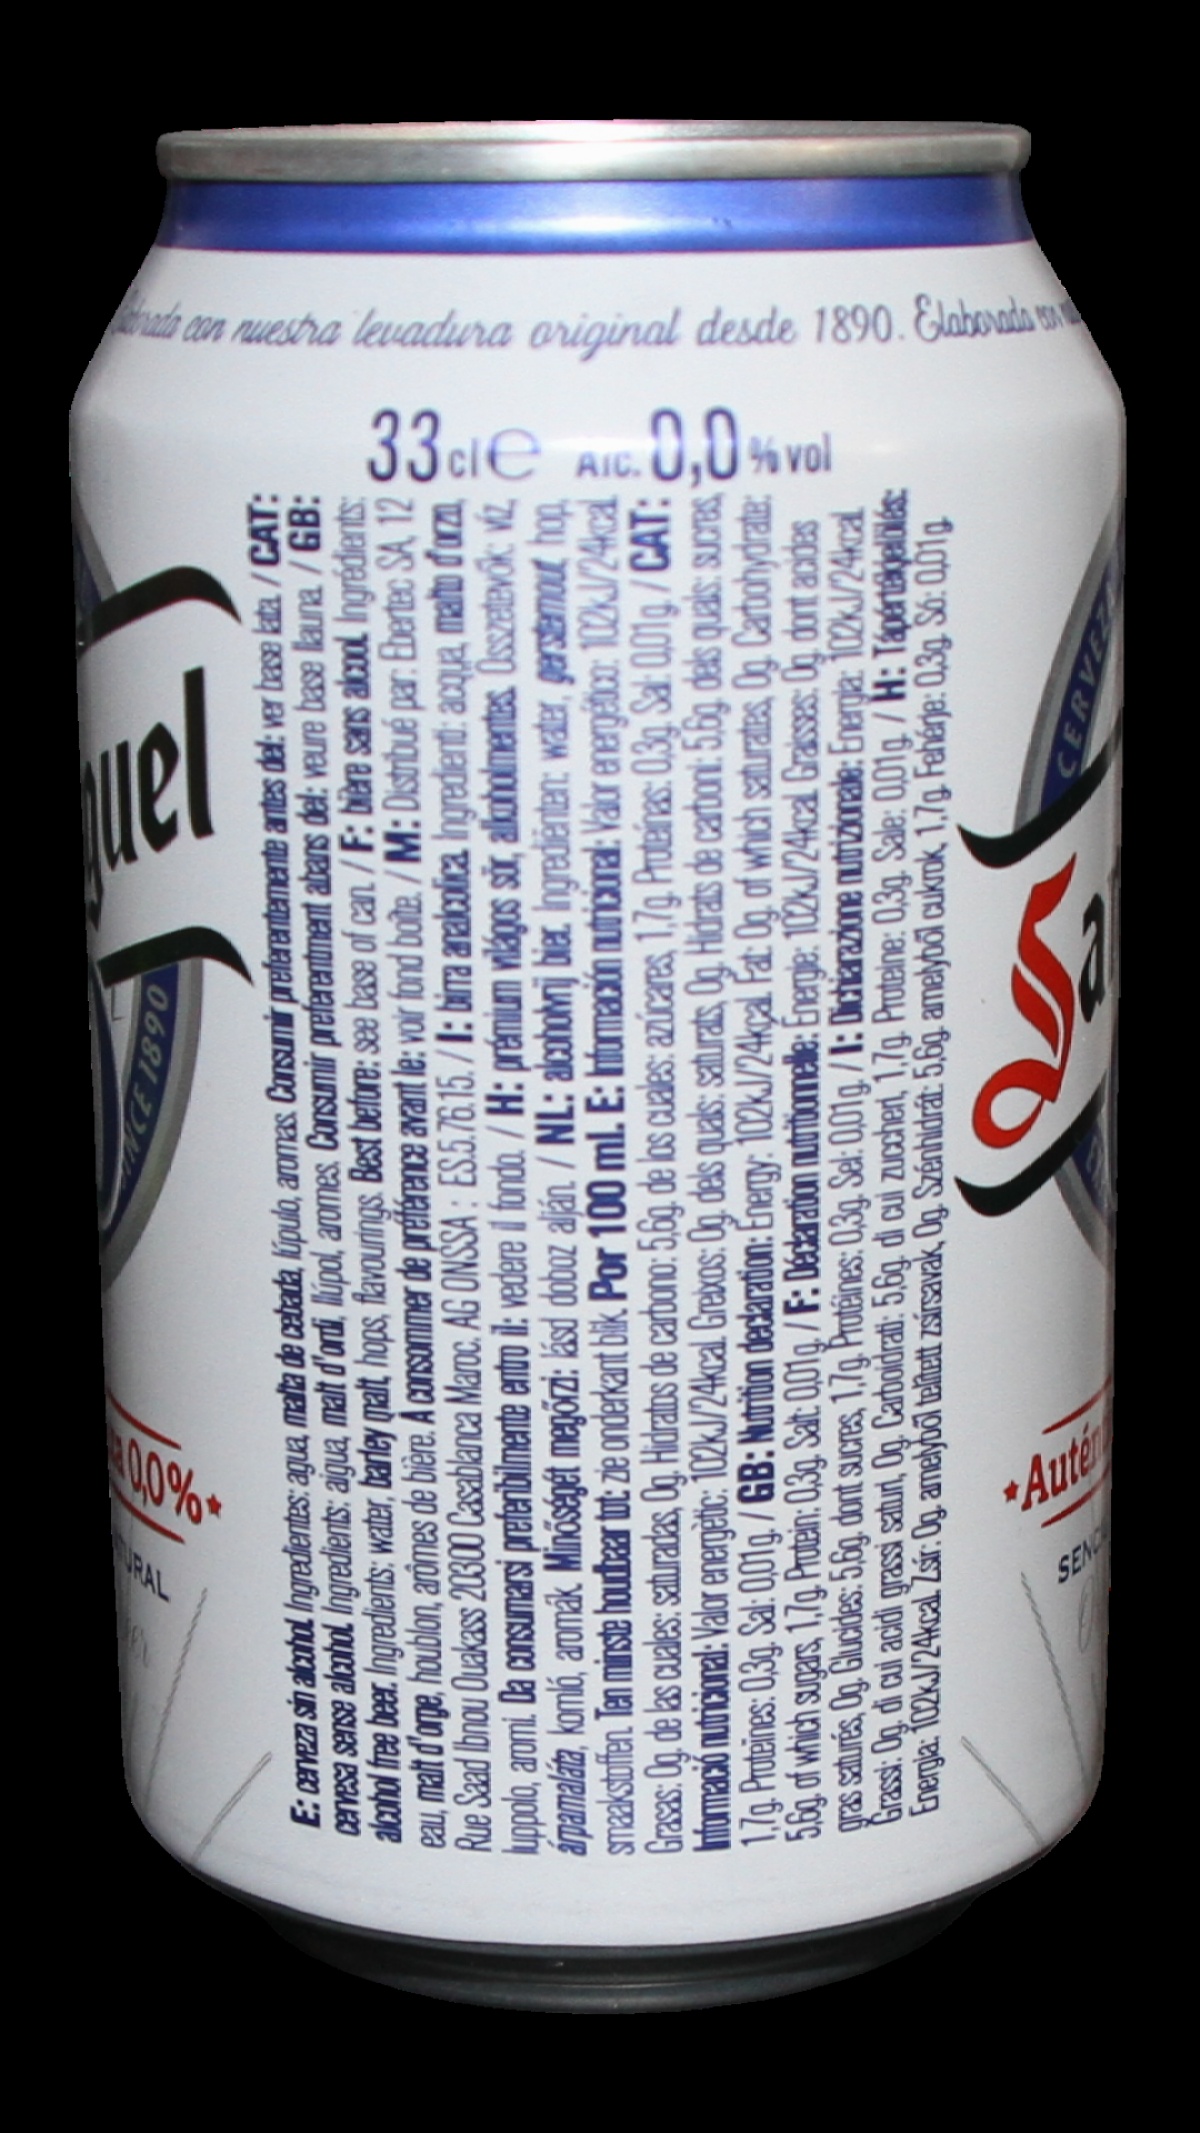 con nuestra levadura original desde 1890. Elaborada con
33 cl e Alc. 0,0 % vol
E: cerveza sin alcohol. Ingredientes: agua, malta de cebada, lúpulo, aromas. Consumir preferentemente antes del: ver base lata. / CAT:
cervesa sense alcohol. Ingredients: aigua, malt d'ordi, llúpol, aromes. Consumir preferentment abans del: veure base llauna. / GB:
alcohol free beer. Ingredients: water, barley malt, hops, flavourings. Best before: see base of can. / F: bière sans alcool. Ingrédients:
eau, malt d'orge, houblon, arômes de bière. À consommer de préférence avant le: voir fond boîte. / M: Distribué par: Ebertec SA, 12
Rue Saad Ibnou Ouakass 20300 Casablanca Maroc. AG ONSSA : ES.5.76.15. / I: birra analcolica. Ingredienti: acqua, malto d'orzo,
luppolo, aromi. Da consumarsi preferibilmente entro il: vedere il fondo. / H: prémium világos sör, alkoholmentes. Összetevők: víz,
árpamaláta, komló, aromák. Minőségét megőrzi: lásd doboz alján. / NL: alcoholvrij bier. Ingrediënten: water, gerstemout, hop,
smaakstoffen. Ten minste houdbaar tot: zie onderkant blik. Por 100 ml. E: Información nutricional: Valor energético: 102kJ/24kcal.
Grasas: 0g, de las cuales: saturadas, 0g. Hidratos de carbono: 5,6g, de los cuales: azúcares, 1,7g. Proteínas: 0,3g. Sal: 0,01g. / CAT:
Informació nutricional: Valor energètic: 102kJ/24kcal. Greixos: 0g, dels quals: saturats, 0g. Hidrats de carboni: 5,6g, dels quals: sucres,
1,7g. Proteïnes: 0,3g. Sal: 0,01g. / GB: Nutrition declaration: Energy: 102kJ/24kcal. Fat: 0g, of which saturates, 0g. Carbohydrate:
5,6g, of which sugars, 1,7g. Protein: 0,3g. Salt: 0,01g. / F: Déclaration nutritionnelle: Énergie: 102kJ/24kcal. Graisses: 0g, dont acides
gras saturés, 0g. Glucides: 5,6g, dont sucres, 1,7g. Protéines: 0,3g. Sel: 0,01g. / I: Dichiarazione nutrizionale: Energia: 102kJ/24kcal.
Grassi: 0g, di cui acidi grassi saturi, 0g. Carboidrati: 5,6g, di cui zuccheri, 1,7g. Proteine: 0,3g. Sale: 0,01g. / H: Tápértékjelölés:
Energia: 102kJ/24kcal. Zsír: 0g, amelyből telített zsírsavak, 0g. Szénhidrát: 5,6g, amelyből cukrok, 1,7g. Fehérje: 0,3g. Só: 0,01g.
SINCE 1890
0,0%
CERVEZA